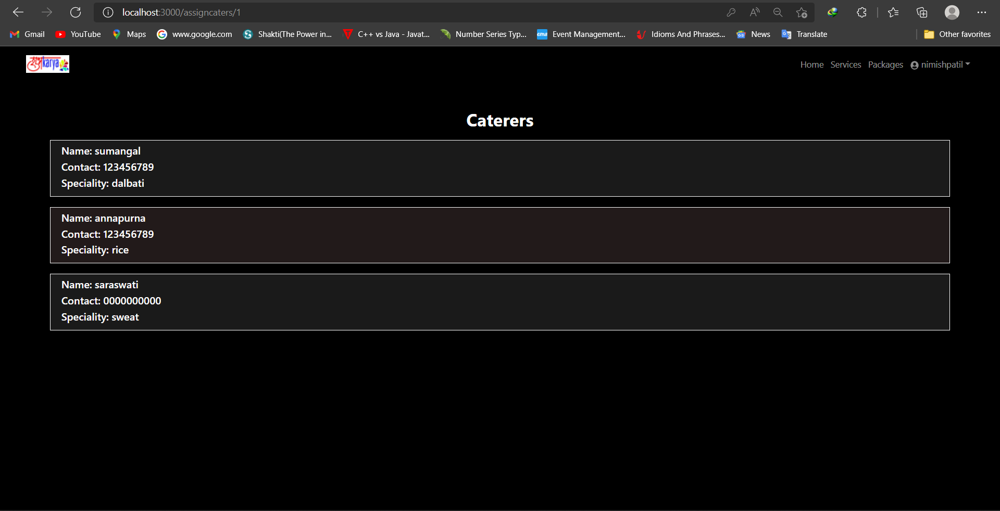 localhost:3000/assigncaters/1
Gmail
YouTube
Maps
www.google.com
Shakti(The Power in...
C++ vs Java - Javat...
Number Series Typ...
Event Management...
Idioms And Phrases...
News
Translate
Other favorites
शुभkarya
Home
Services
Packages
nimishpatil
Caterers
Name: sumangal
Contact: 123456789
Speciality: dalbati
Name: annapurna
Contact: 123456789
Speciality: rice
Name: saraswati
Contact: 0000000000
Speciality: sweat